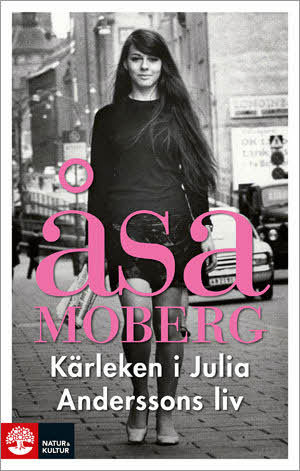 åsa
MOBERG
Kärleken i Julia
Anderssons liv
NATUR &
KULTUR